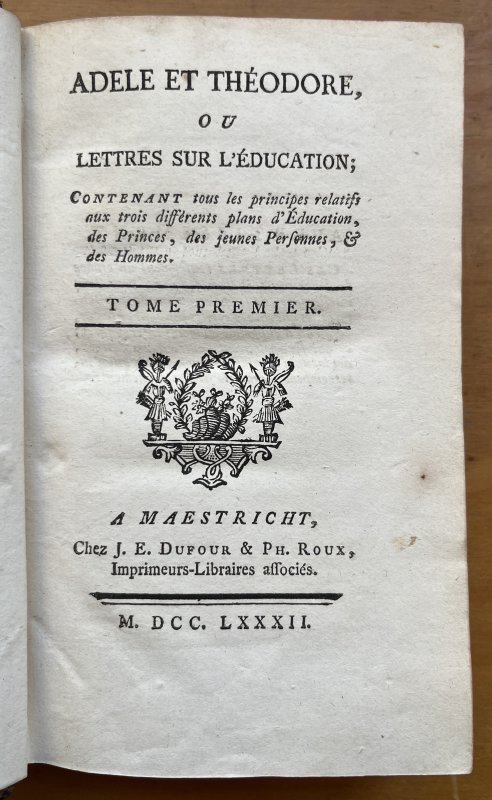 ADELE ET THÉODORE,
OU
LETTRES SUR L'ÉDUCATION;
CONTENANT tous les principes relatifs
aux trois différents plans d'Éducation,
des Princes, des jeunes Perſonnes, &
des Hommes.
TOME PREMIER.
A MAESTRICHT,
Chez J. E. DUFOUR & PH. ROUX,
Imprimeurs-Libraires aſſociés.
M. DCC. LXXXII.